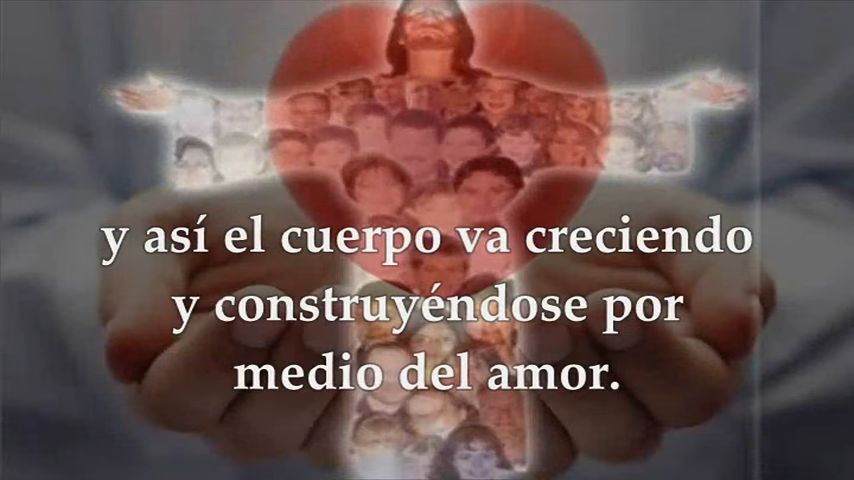 y así el cuerpo va creciendo
y construyéndose por
medio del amor.